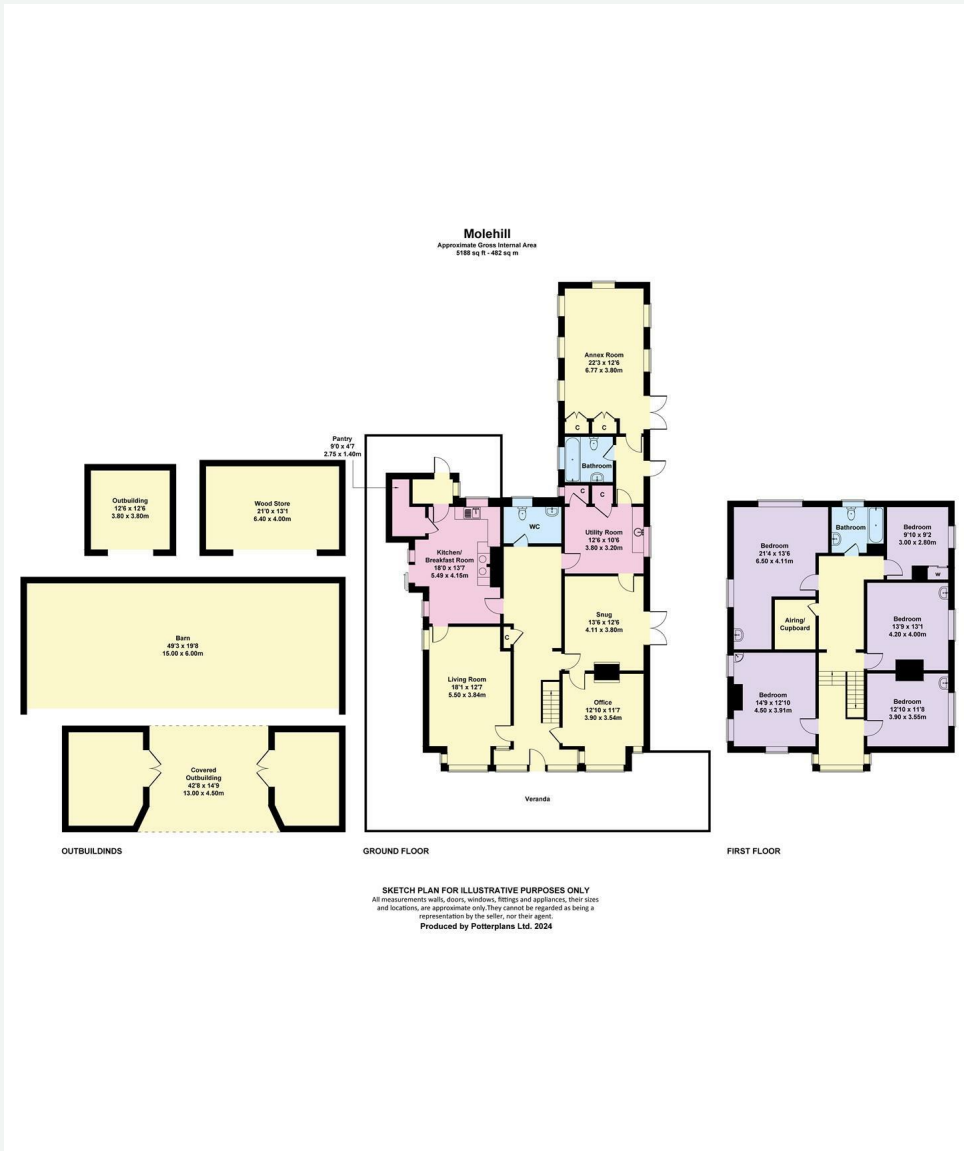 Molehill
Approximate Gross Internal Area
5188 sq ft - 482 sq m
Annex Room
22'3 x 12'6
6.77 x 3.80m
C
C
Pantry
9'0 x 4'7
2.75 x 1.40m
Bathroom
C
C
Outbuilding
12'6 x 12'6
3.80 x 3.80m
Wood Store
21'0 x 13'1
6.40 x 4.00m
WC
Utility Room
12'6 x 10'6
3.80 x 3.20m
Kitchen/
Breakfast Room
18'0 x 13'7
5.49 x 4.15m
Barn
49'3 x 19'8
15.00 x 6.00m
Snug
13'6 x 12'6
4.11 x 3.80m
C
Living Room
18'1 x 12'7
5.50 x 3.84m
Office
12'10 x 11'7
3.90 x 3.54m
Covered
Outbuilding
42'8 x 14'9
13.00 x 4.50m
Veranda
Bathroom
Bedroom
9'10 x 9'2
3.00 x 2.80m
W
Bedroom
21'4 x 13'6
6.50 x 4.11m
Airing/
Cupboard
Bedroom
13'9 x 13'1
4.20 x 4.00m
Bedroom
14'9 x 12'10
4.50 x 3.91m
Bedroom
12'10 x 11'8
3.90 x 3.55m
OUTBUILDINDS
GROUND FLOOR
FIRST FLOOR
SKETCH PLAN FOR ILLUSTRATIVE PURPOSES ONLY
All measurements walls, doors, windows, fittings and appliances, their sizes
and locations, are approximate only.They cannot be regarded as being a
representation by the seller, nor their agent.
Produced by Potterplans Ltd. 2024